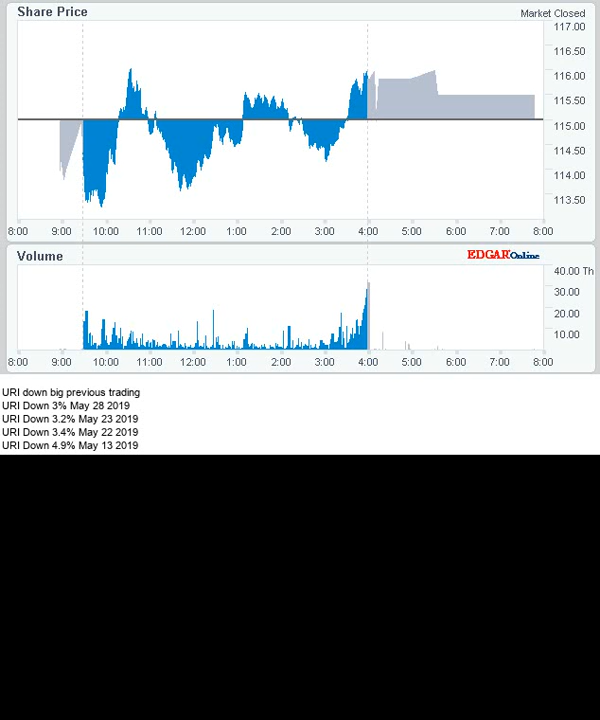 Share Price
Market Closed
117.00
116.50
116.00
115.50
115.00
114.50
114.00
113.50
8:00 9:00 10:00 11:00 12:00 1:00 2:00 3:00 4:00 5:00 6:00 7:00 8:00
Volume
EDGAR Online
40.00 Th
30.00
20.00
10.00
8:00 9:00 10:00 11:00 12:00 1:00 2:00 3:00 4:00 5:00 6:00 7:00 8:00
URI down big previous trading
URI Down 3% May 28 2019
URI Down 3.2% May 23 2019
URI Down 3.4% May 22 2019
URI Down 4.9% May 13 2019